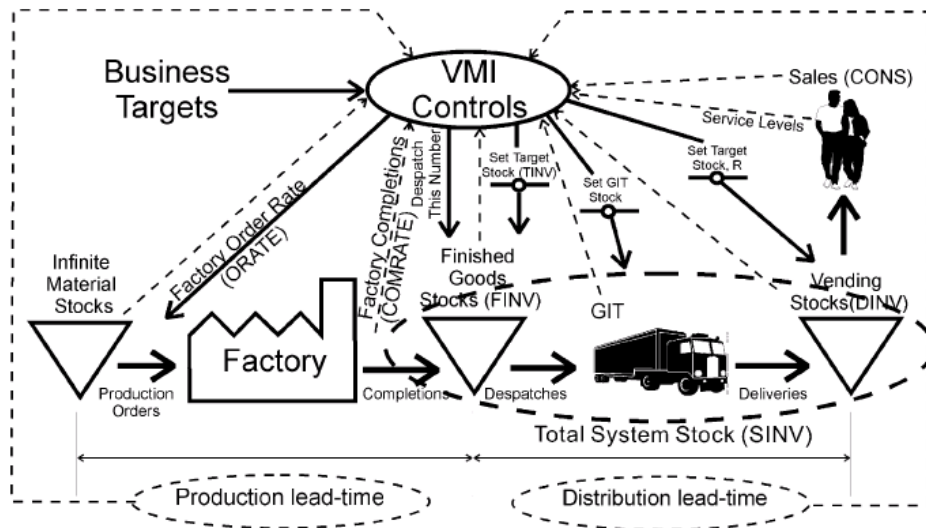 Business
Targets
VMI
Controls
Sales (CONS)
Service Levels
Set Target
Stock, R
Set Target
Stock (TINV)
Set GIT
Stock
Despatch
This Number
Factory Completions
(COMRATE)
Factory Order Rate
(ORATE)
Infinite
Material
Stocks
Finished
Goods
Stocks (FINV)
GIT
Vending
Stocks(DINV)
Factory
Production
Orders
Completions
Despatches
Deliveries
Total System Stock (SINV)
Production lead-time
Distribution lead-time